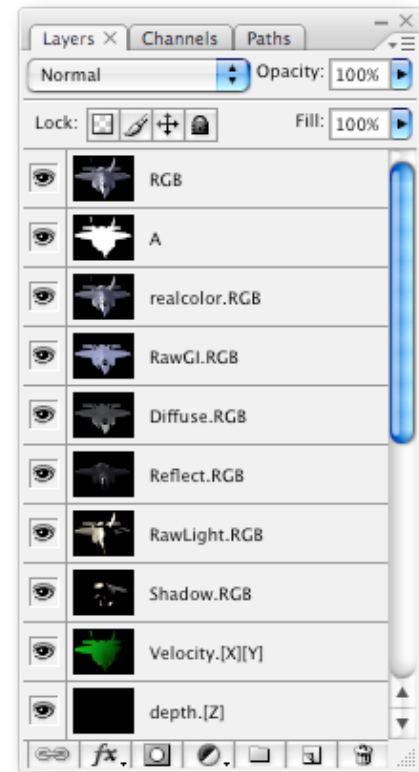 Layers × Channels Paths
Normal Opacity: 100%
Lock: Fill: 100%
RGB
A
realcolor.RGB
RawGI.RGB
Diffuse.RGB
Reflect.RGB
RawLight.RGB
Shadow.RGB
Velocity.[X][Y]
depth.[Z]
fx.